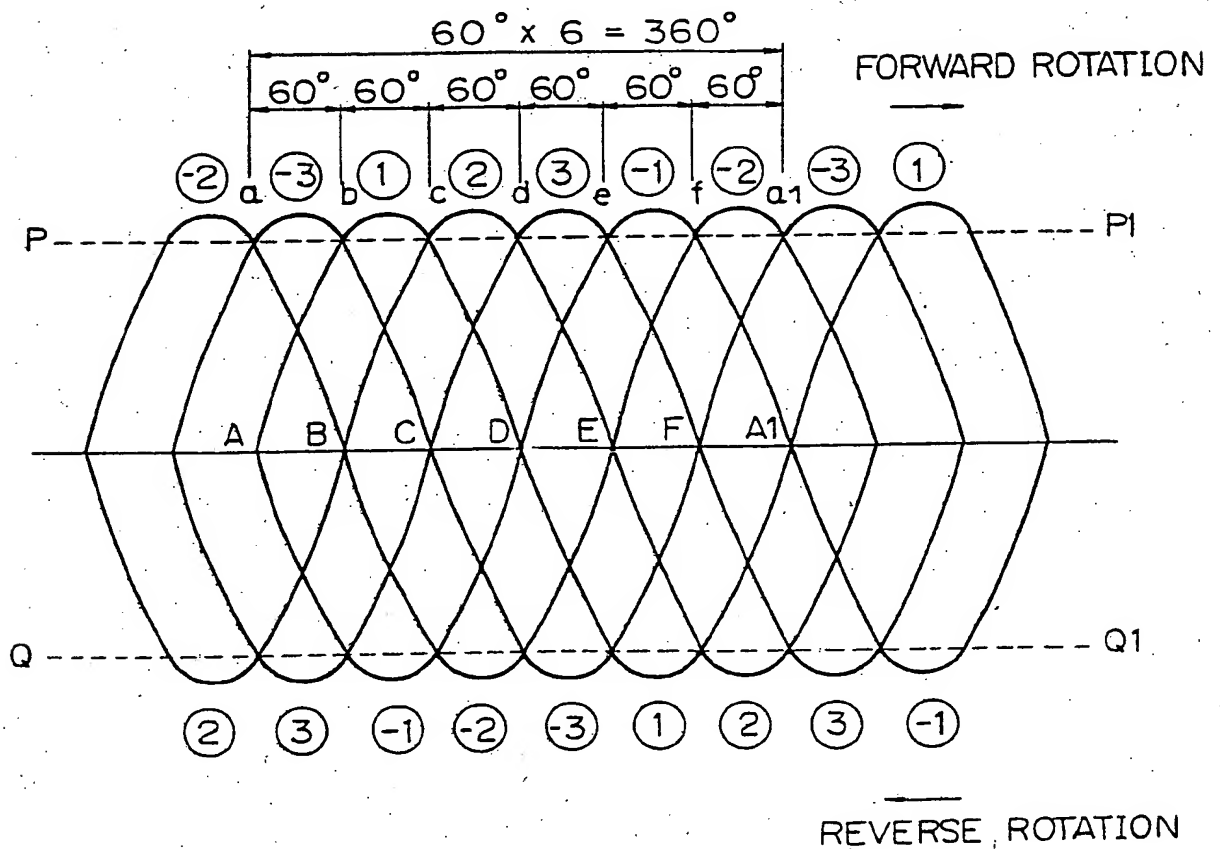 60° x 6 = 360°
FORWARD ROTATION
60° 60° 60° 60° 60° 60°
-2 -3 1 2 3 -1 -2 -3 1
a b c d e f a1
P P1
A B C D E F A1
Q Q1
2 3 -1 -2 -3 1 2 3 -1
REVERSE ROTATION